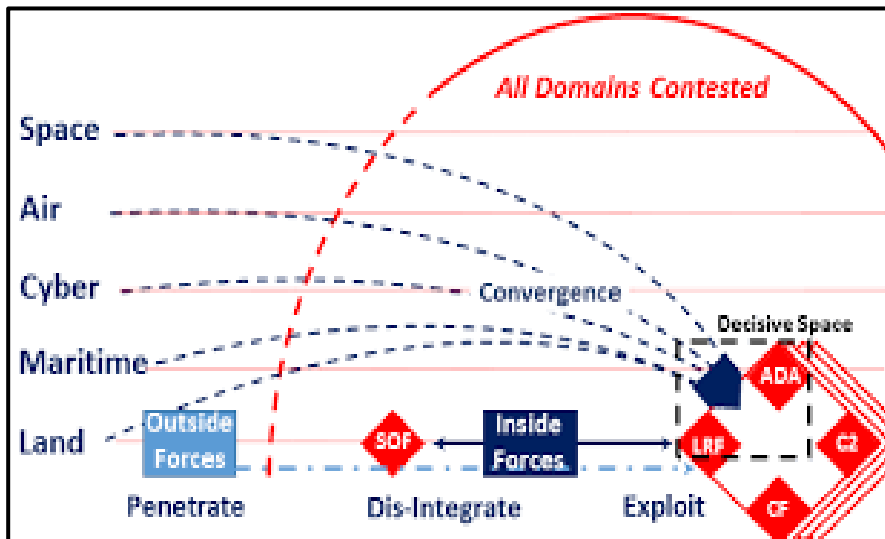 All Domains Contested
Space
Air
Cyber
Convergence
Decisive Space
Maritime
ADA
Land
Outside
Forces
SOF
Inside
Forces
LRF
C2
CF
Penetrate
Dis-Integrate
Exploit